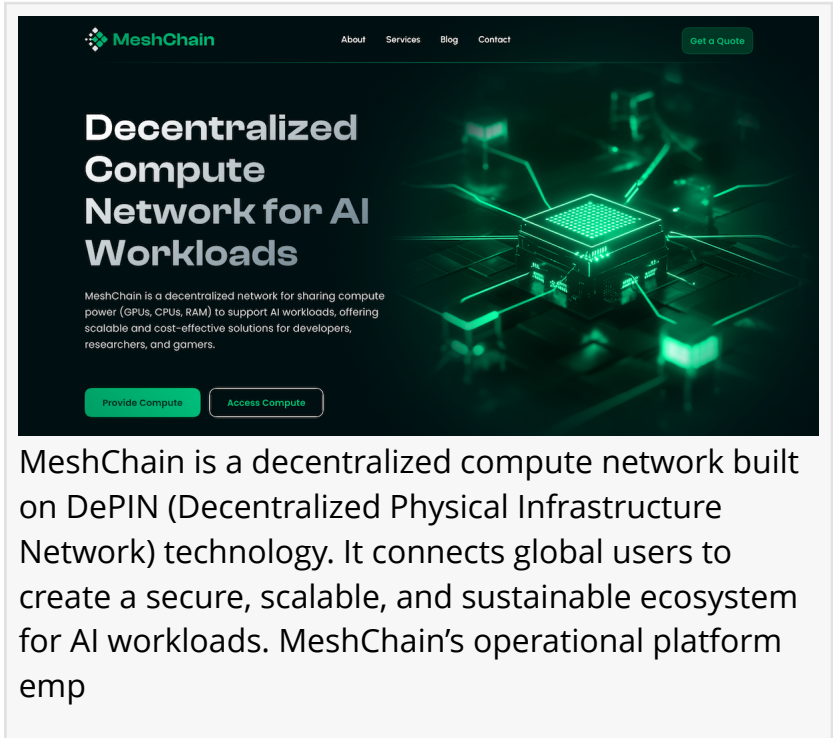 MeshChain
About Services Blog Contact
Get a Quote
Decentralized
Compute
Network for AI
Workloads
MeshChain is a decentralized network for sharing compute
power (GPUs, CPUs, RAM) to support AI workloads, offering
scalable and cost-effective solutions for developers,
researchers, and gamers.
Provide Compute
Access Compute
MeshChain is a decentralized compute network built
on DePIN (Decentralized Physical Infrastructure
Network) technology. It connects global users to
create a secure, scalable, and sustainable ecosystem
for AI workloads. MeshChain’s operational platform
emp